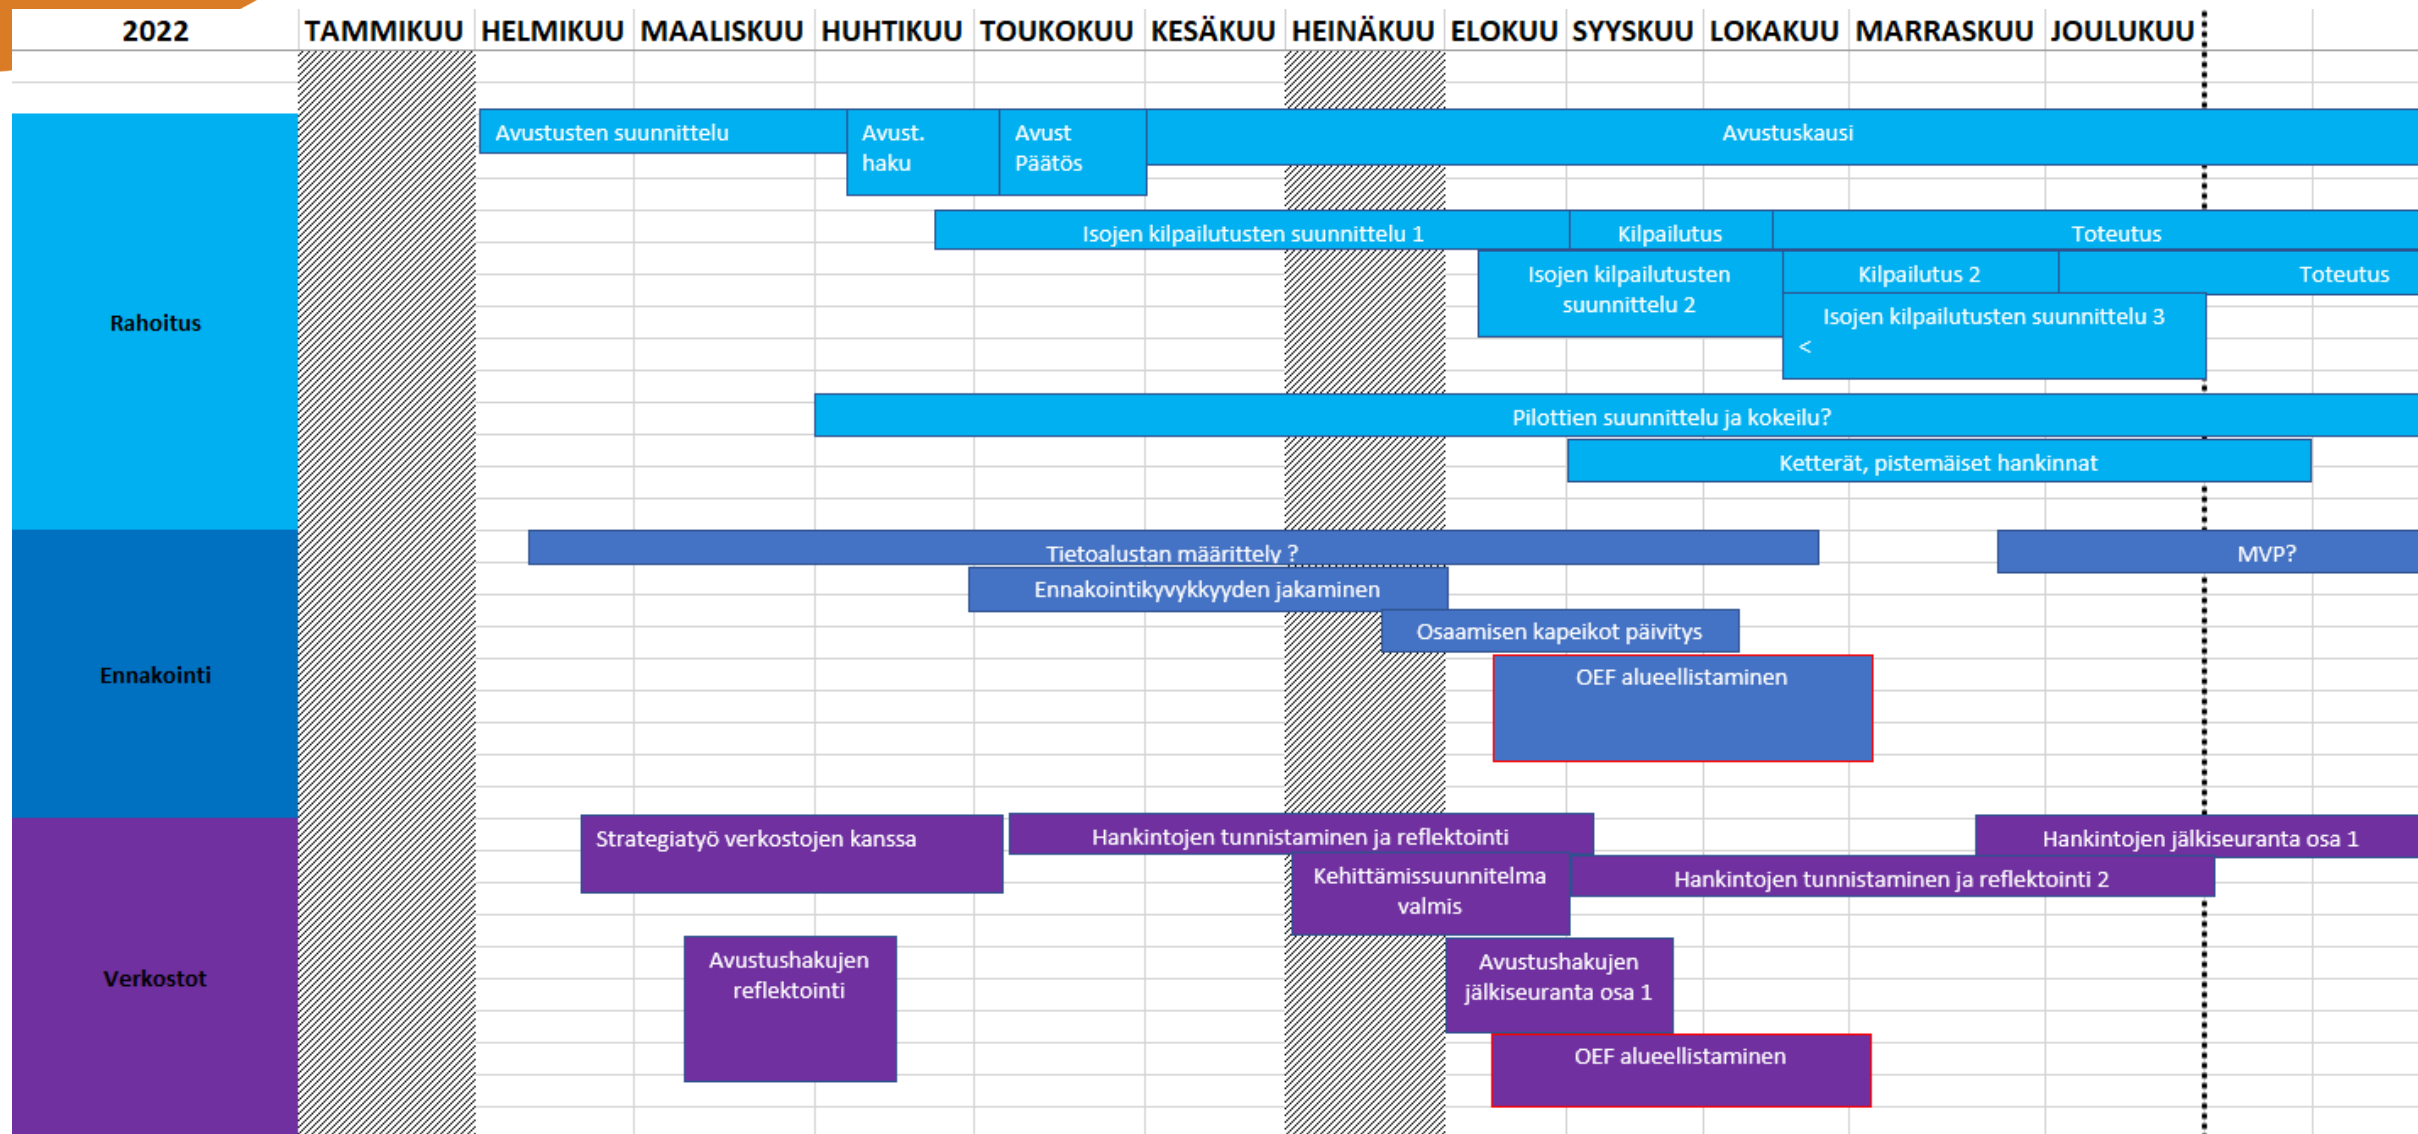 2022 TAMMIKUU HELMIKUU MAALISKUU HUHTIKUU TOUKOKUU KESÄKUU HEINÄKUU ELOKUU SYYSKUU LOKAKUU MARRASKUU JOULUKUU
Rahoitus
Avustusten suunnittelu
Avust.
haku
Avust
Päätös
Avustuskausi
Isojen kilpailutusten suunnittelu 1
Kilpailutus
Toteutus
Isojen kilpailutusten
suunnittelu 2
Kilpailutus 2
Toteutus
Isojen kilpailutusten suunnittelu 3
<
Pilottien suunnittelu ja kokeilu?
Ketterät, pistemäiset hankinnat
Ennakointi
Tietoalustan määrittely ?
MVP?
Ennakointikyvykkyyden jakaminen
Osaamisen kapeikot päivitys
OEF alueellistaminen
Verkostot
Strategiatyö verkostojen kanssa
Hankintojen tunnistaminen ja reflektointi
Hankintojen jälkiseuranta osa 1
Kehittämissuunnitelma
valmis
Hankintojen tunnistaminen ja reflektointi 2
Avustushakujen
reflektointi
Avustushakujen
jälkiseuranta osa 1
OEF alueellistaminen